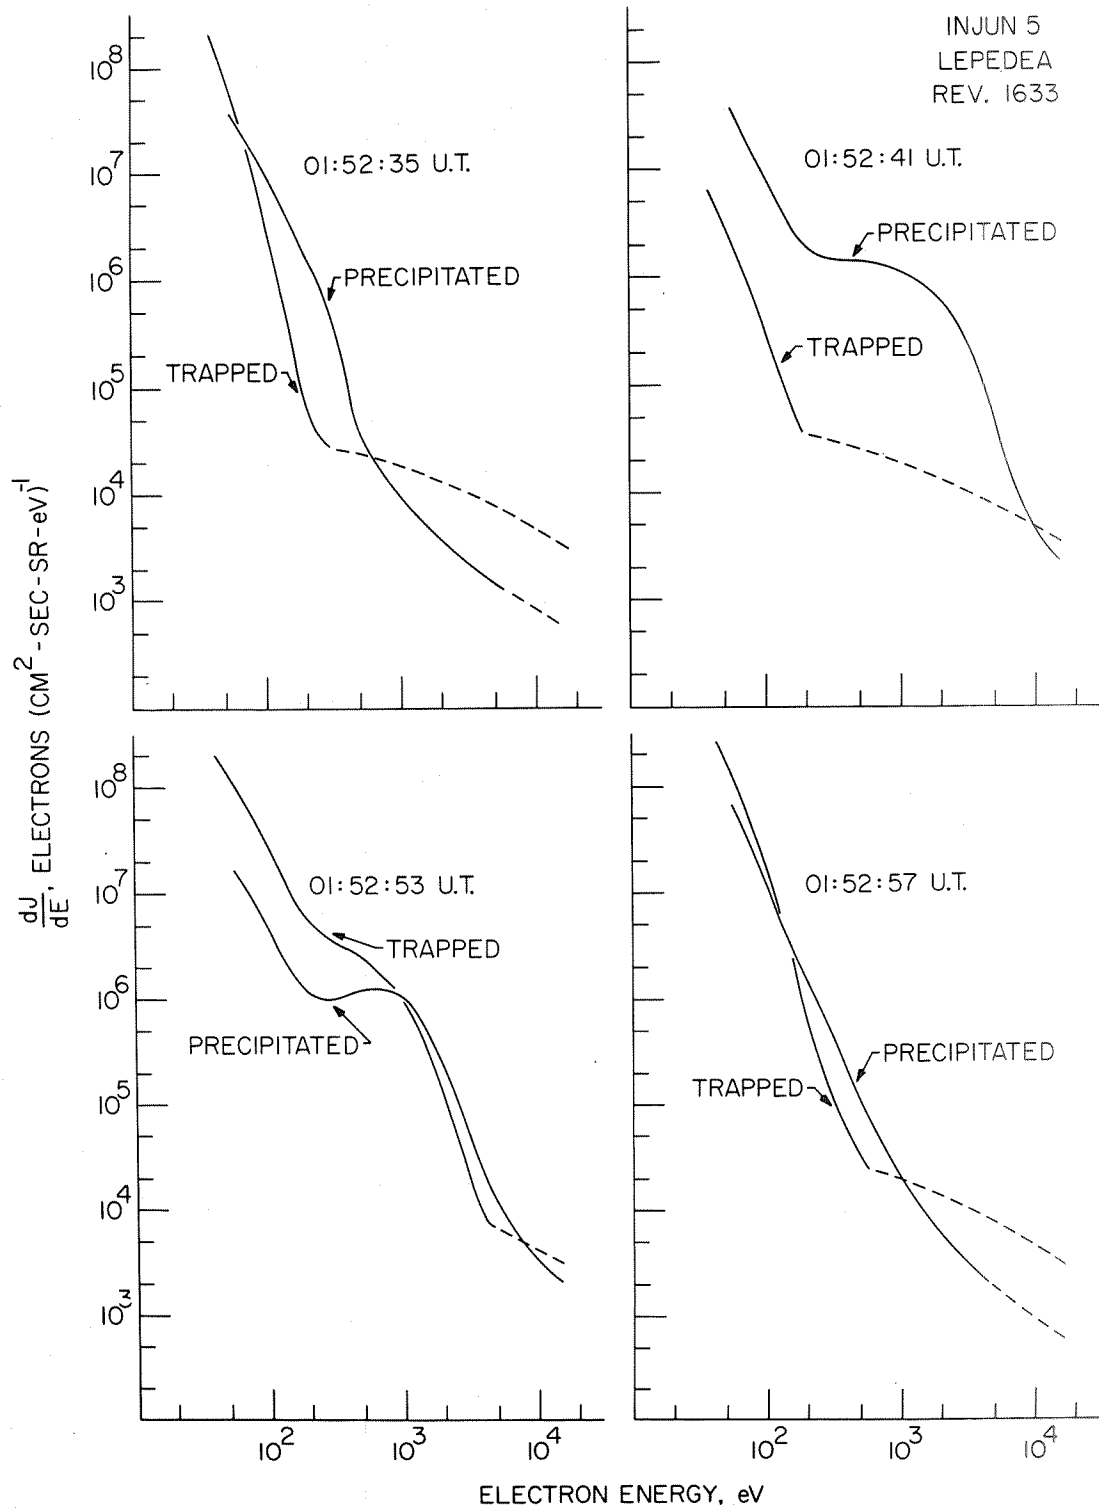 INJUN 5
LEPEDEA
REV. 1633
10^8
10^7
10^6
10^5
10^4
10^3
01:52:35 U.T.
PRECIPITATED
TRAPPED
01:52:41 U.T.
PRECIPITATED
TRAPPED
dJ/dE, ELECTRONS (CM^2-SEC-SR-eV)^-1
10^8
10^7
10^6
10^5
10^4
10^3
01:52:53 U.T.
TRAPPED
PRECIPITATED
01:52:57 U.T.
PRECIPITATED
TRAPPED
10^2 10^3 10^4
10^2 10^3 10^4
ELECTRON ENERGY, eV